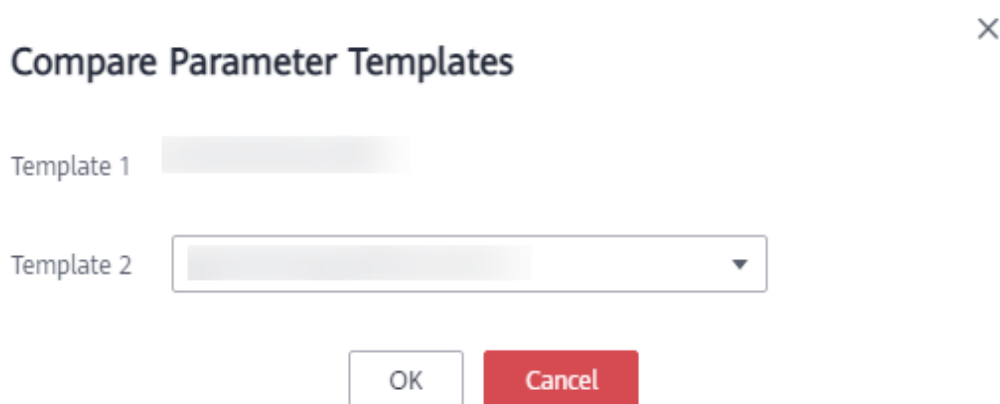 Compare Parameter Templates
Template 1
Template 2
OK Cancel